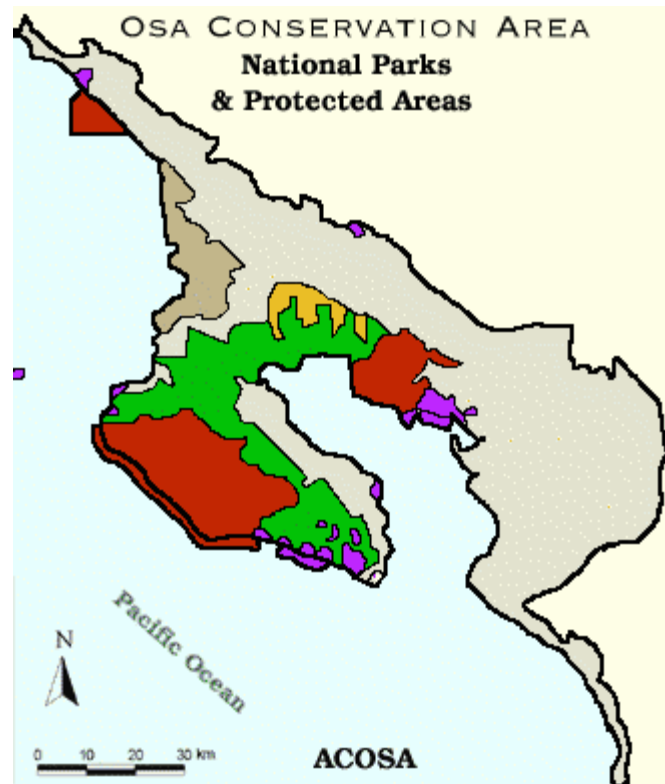 OSA CONSERVATION AREA
National Parks
& Protected Areas
Pacific Ocean
N
0 10 20 30 km
ACOSA